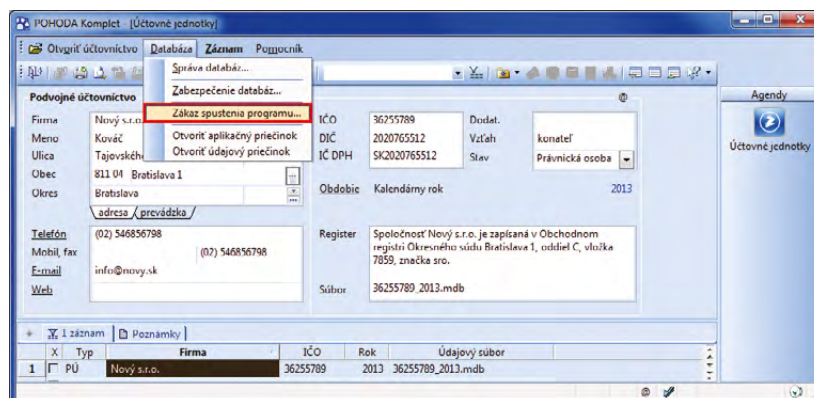 POHODA Komplet - [Účtovné jednotky]
Otvoriť účtovníctvo Databáza Záznam Pomocník
Správa databáz...
Zabezpečenie databáz...
Zákaz spustenia programu...
Otvoriť aplikačný priečinok
Otvoriť údajový priečinok
Podvojné účtovníctvo
Firma Nový s.r.o. IČO 36255789 Dodat.
Meno Kováč DIČ 2020765512 Vzťah konateľ
Ulica IČ DPH SK2020765512 Stav Právnická osoba
Obec 811 04 Bratislava 1
Okres Bratislava Obdobie Kalendárny rok 2013
adresa prevádzka
Telefón (02) 546856798 Register Spoločnosť Nový s.r.o. je zapísaná v Obchodnom
Mobil, fax (02) 546856798 registri Okresného súdu Bratislava 1, oddiel C, vložka
E-mail info@novy.sk 7859, značka sro.
Web Súbor 36255789_2013.mdb
Agendy
Účtovné jednotky
1 záznam Poznámky
X Typ Firma IČO Rok Údajový súbor
1 PÚ Nový s.r.o. 36255789 2013 36255789_2013.mdb